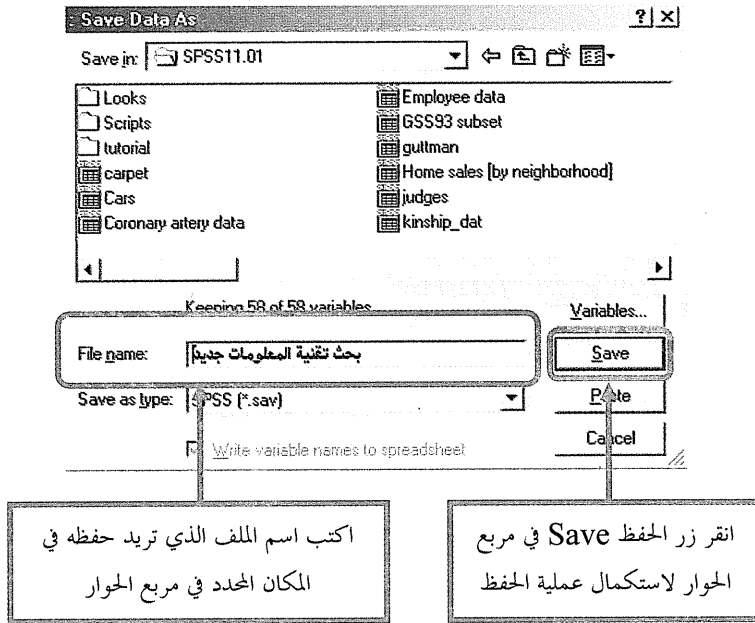 : Save Data As
Save in: SPSS11.01
Looks
Scripts
tutorial
carpet
Cars
Coronary artery data
Employee data
GSS93 subset
guttman
Home sales [by neighborhood]
judges
kinship_dat
Keeping 58 of 58 variables
Variables...
File name: بحث تقنية المعلومات جديد
Save
Save as type: SPSS (*.sav)
Paste
Write variable names to spreadsheet
Cancel
انقر زر الحفظ Save في مربع
الحوار لاستكمال عملية الحفظ
اكتب اسم الملف الذي تريد حفظه في
المكان المحدد في مربع الحوار